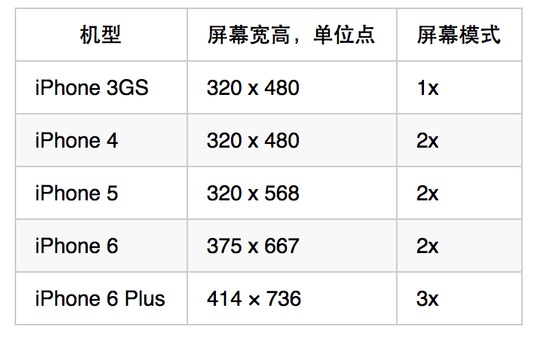 机型 屏幕宽高，单位点 屏幕模式
iPhone 3GS 320 x 480 1x
iPhone 4 320 x 480 2x
iPhone 5 320 x 568 2x
iPhone 6 375 x 667 2x
iPhone 6 Plus 414 × 736 3x